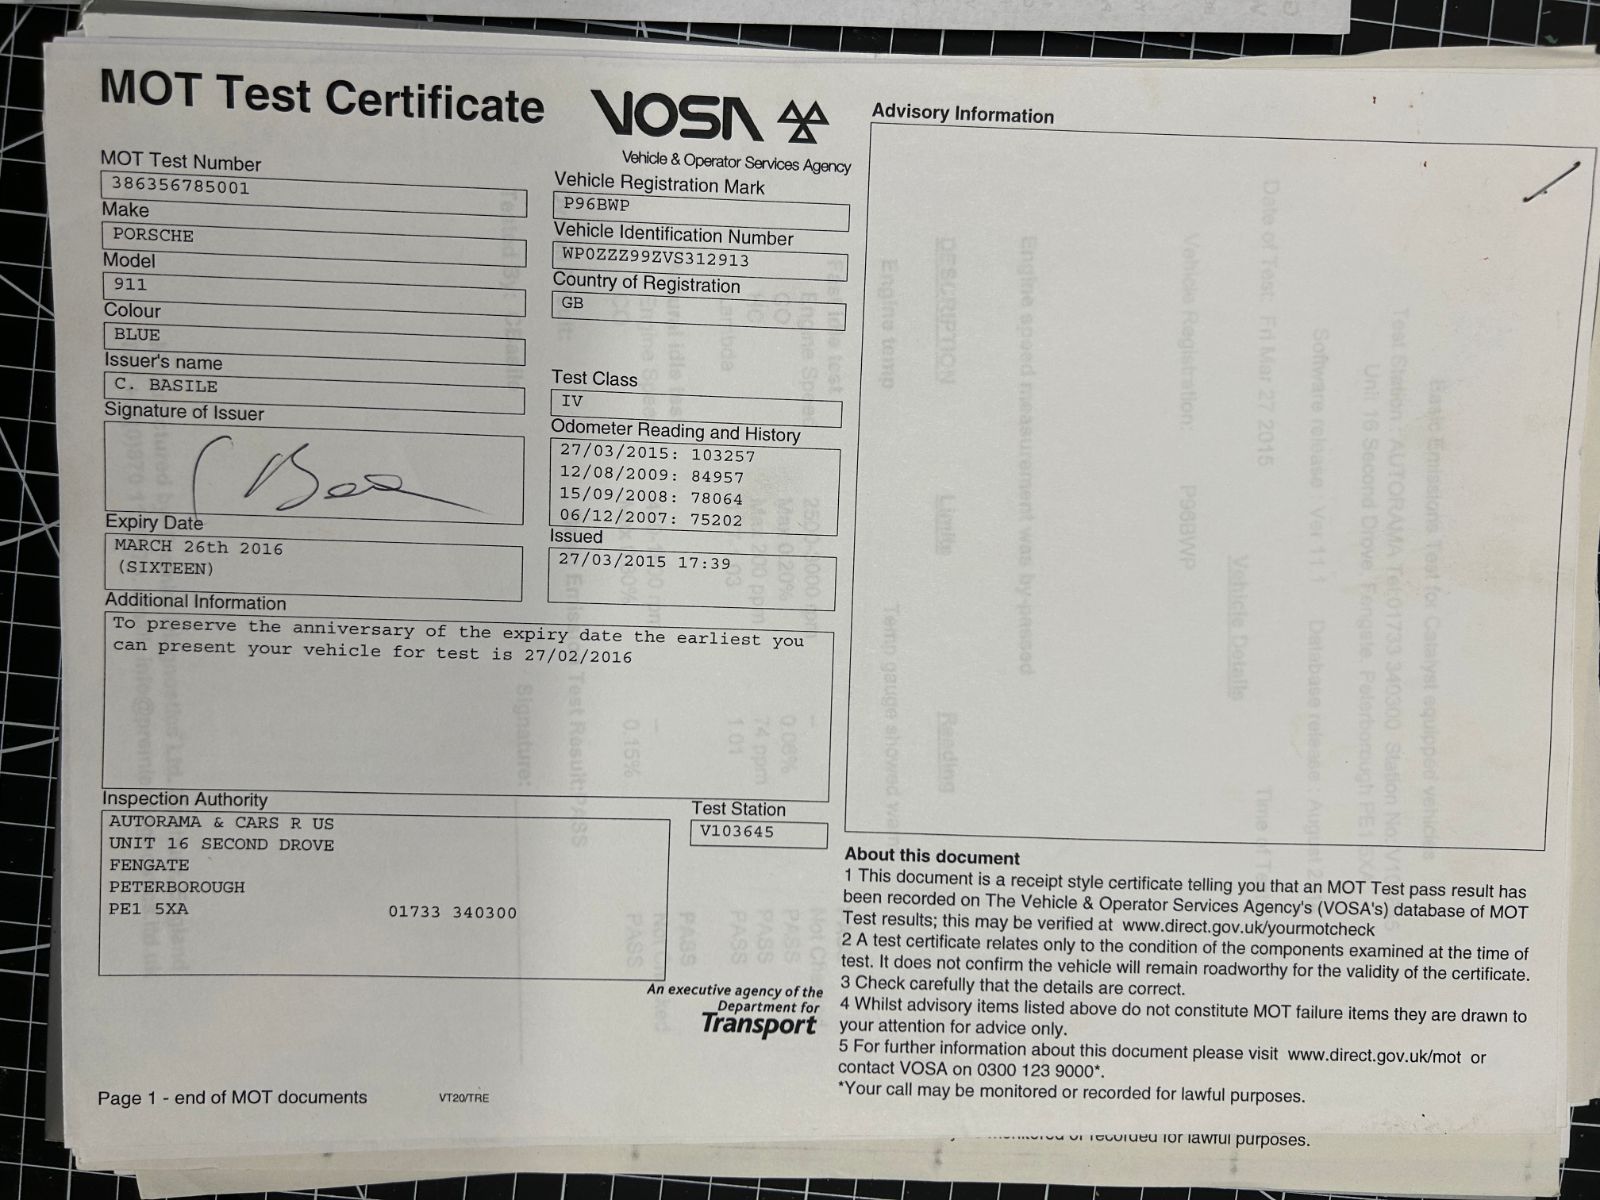 MOT Test Certificate
VOSA
Vehicle & Operator Services Agency
MOT Test Number
386356785001
Make
PORSCHE
Model
911
Colour
BLUE
Issuer's name
C. BASILE
Signature of Issuer
Expiry Date
MARCH 26th 2016
(SIXTEEN)
Vehicle Registration Mark
P96BWP
Vehicle Identification Number
WP0ZZZ99ZVS312913
Country of Registration
GB
Test Class
IV
Odometer Reading and History
27/03/2015: 103257
12/08/2009: 84957
15/09/2008: 78064
06/12/2007: 75202
Issued
27/03/2015 17:39
Additional Information
To preserve the anniversary of the expiry date the earliest you
can present your vehicle for test is 27/02/2016
Inspection Authority
AUTORAMA & CARS R US
UNIT 16 SECOND DROVE
FENGATE
PETERBOROUGH
PE1 5XA 01733 340300
Test Station
V103645
An executive agency of the
Department for
Transport
Page 1 - end of MOT documents
VT20/TRE
Advisory Information
About this document
1 This document is a receipt style certificate telling you that an MOT Test pass result has
been recorded on The Vehicle & Operator Services Agency's (VOSA's) database of MOT
Test results; this may be verified at www.direct.gov.uk/yourmotcheck
2 A test certificate relates only to the condition of the components examined at the time of
test. It does not confirm the vehicle will remain roadworthy for the validity of the certificate.
3 Check carefully that the details are correct.
4 Whilst advisory items listed above do not constitute MOT failure items they are drawn to
your attention for advice only.
5 For further information about this document please visit www.direct.gov.uk/mot or
contact VOSA on 0300 123 9000*.
*Your call may be monitored or recorded for lawful purposes.
or recorded for lawful purposes.